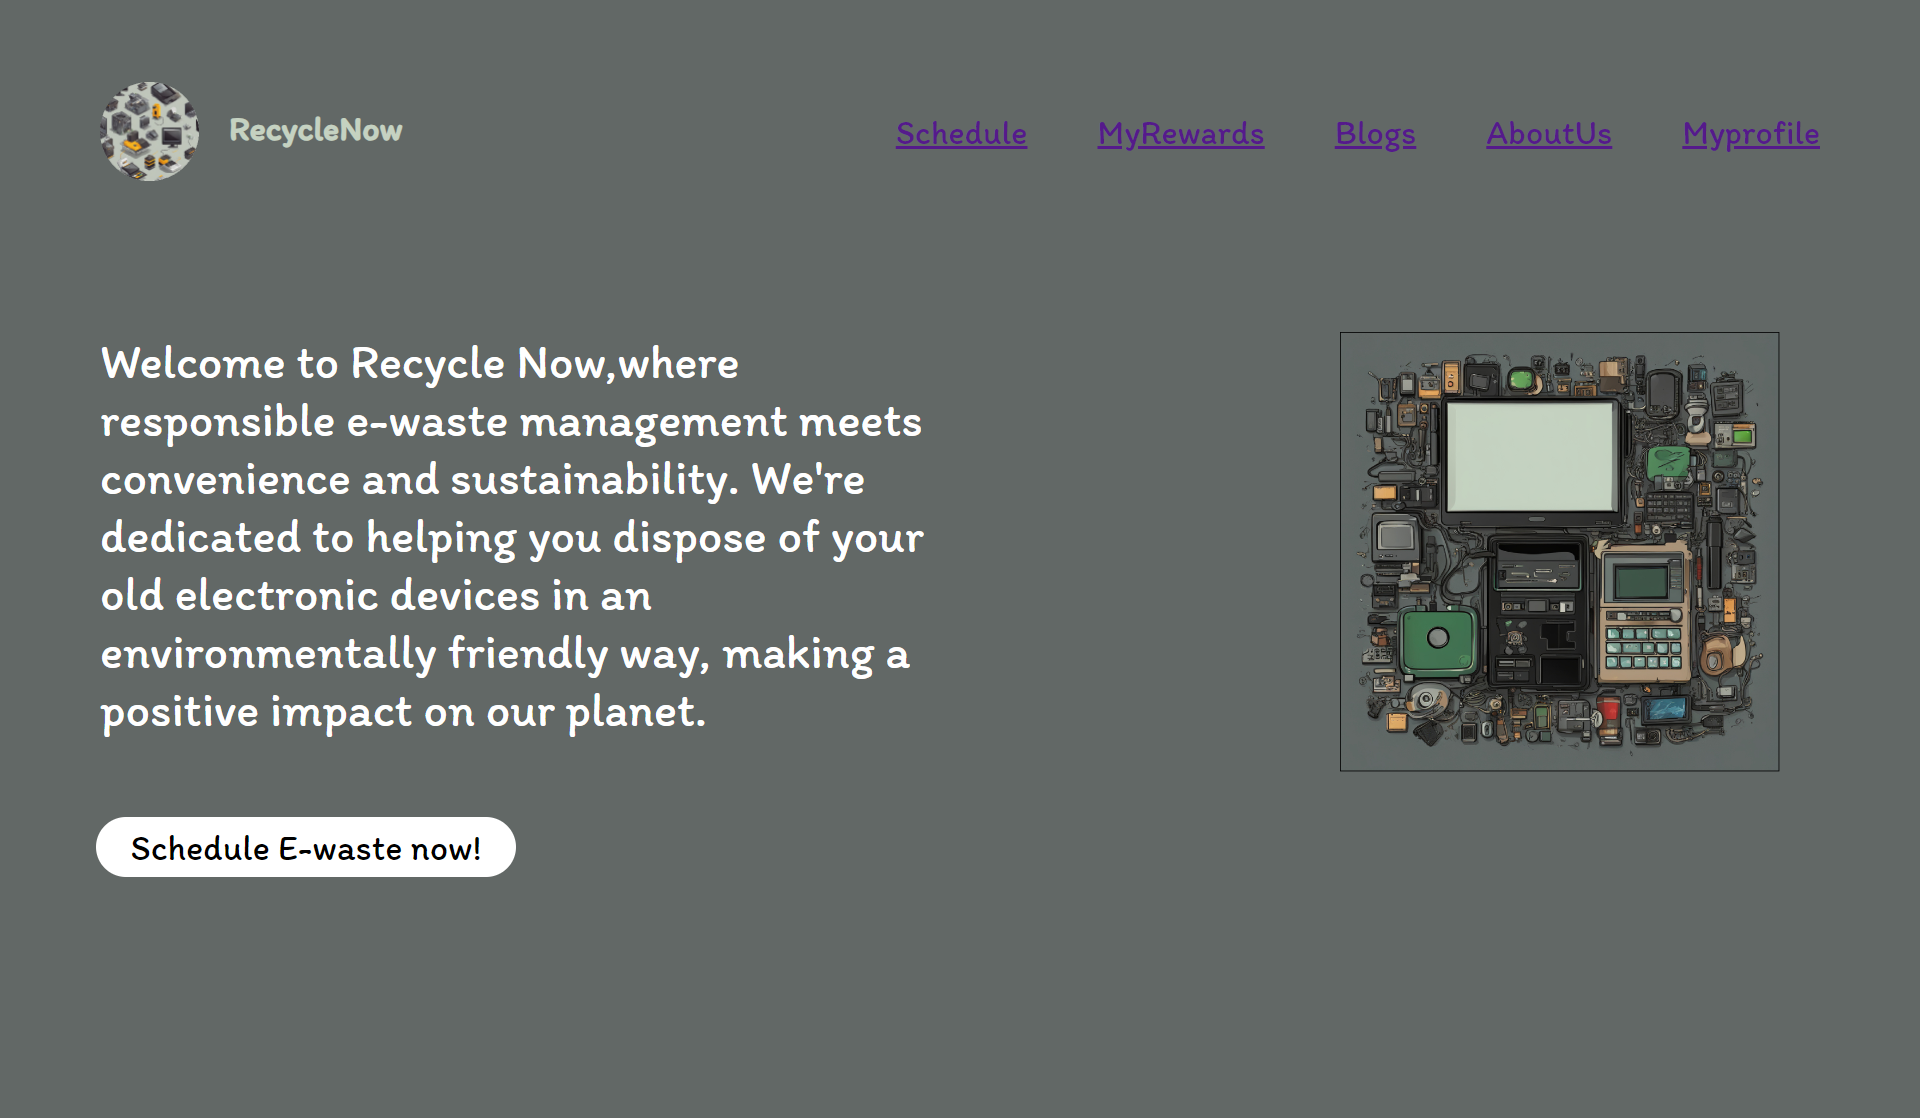 RecycleNow
Schedule MyRewards Blogs AboutUs Myprofile
Welcome to Recycle Now,where
responsible e-waste management meets
convenience and sustainability. We're
dedicated to helping you dispose of your
old electronic devices in an
environmentally friendly way, making a
positive impact on our planet.
Schedule E-waste now!